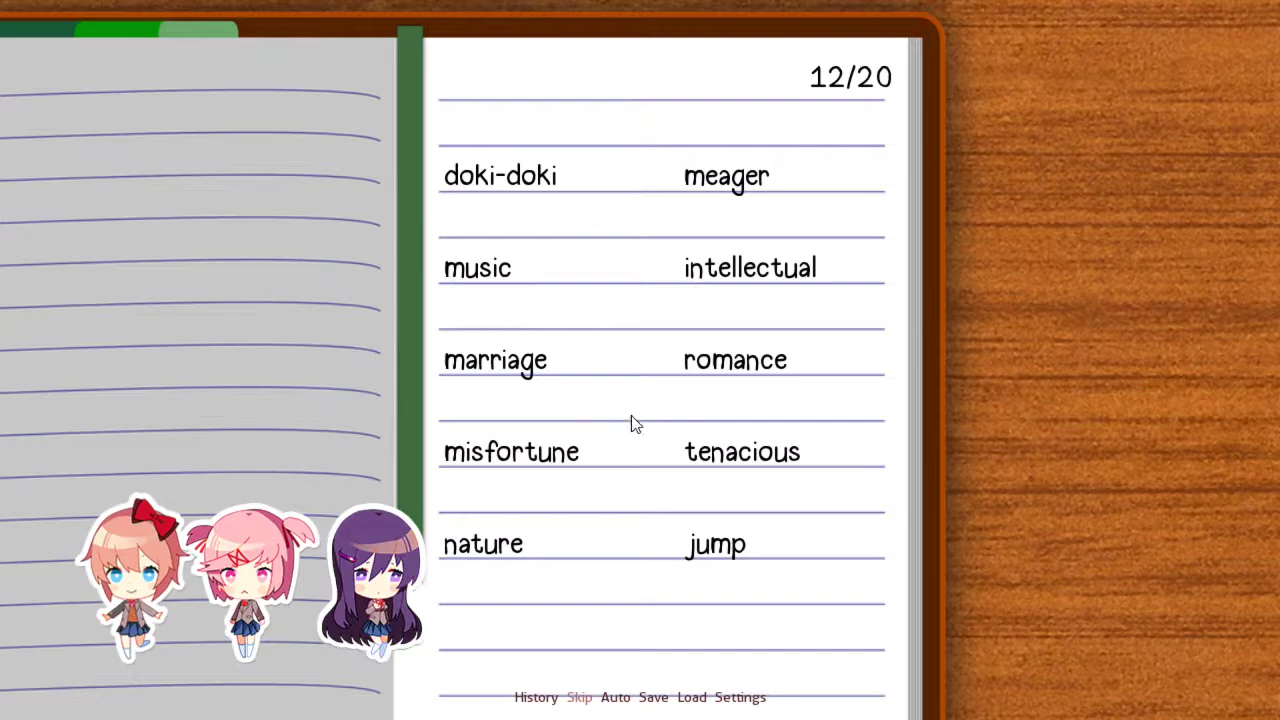 12/20
doki-doki meager
music intellectual
marriage romance
misfortune tenacious
nature jump
History Skip Auto Save Load Settings